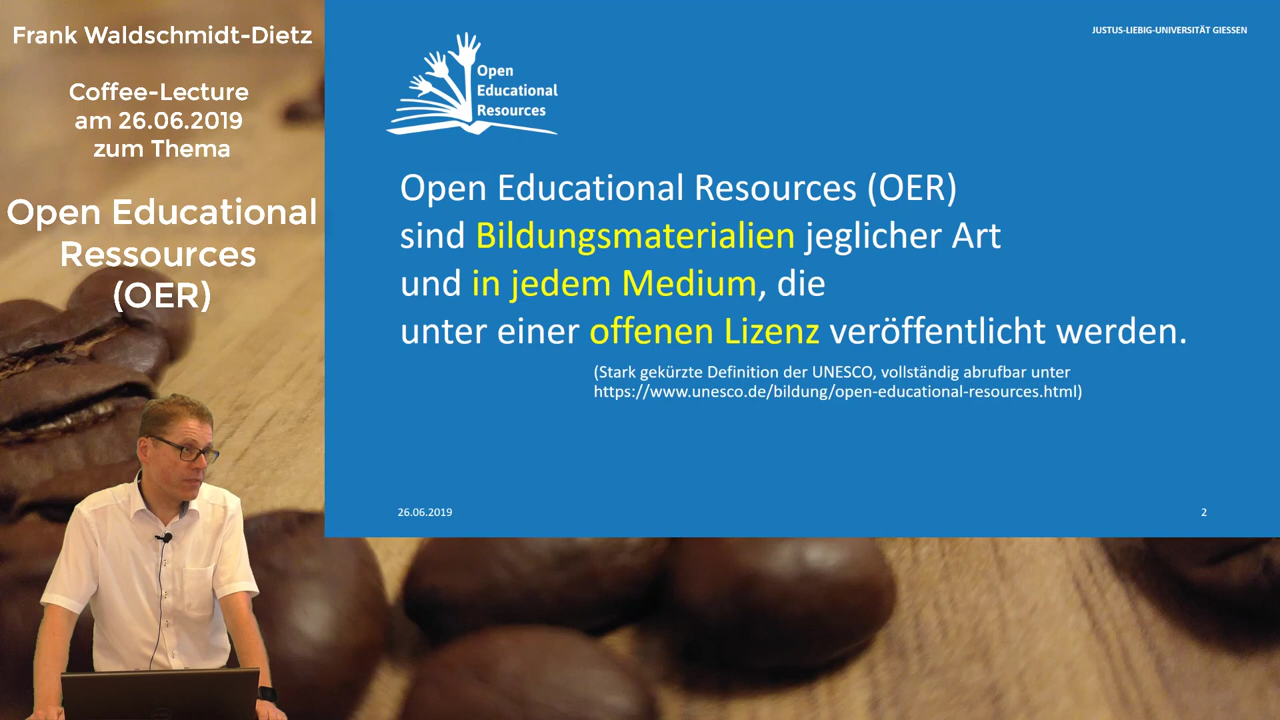 Frank Waldschmidt-Dietz
Coffee-Lecture
am 26.06.2019
zum Thema
Open Educational
Ressources
(OER)
JUSTUS-LIEBIG-UNIVERSITÄT GIESSEN
Open
Educational
Resources
Open Educational Resources (OER)
sind Bildungsmaterialien jeglicher Art
und in jedem Medium, die
unter einer offenen Lizenz veröffentlicht werden.
(Stark gekürzte Definition der UNESCO, vollständig abrufbar unter
https://www.unesco.de/bildung/open-educational-resources.html)
26.06.2019
2